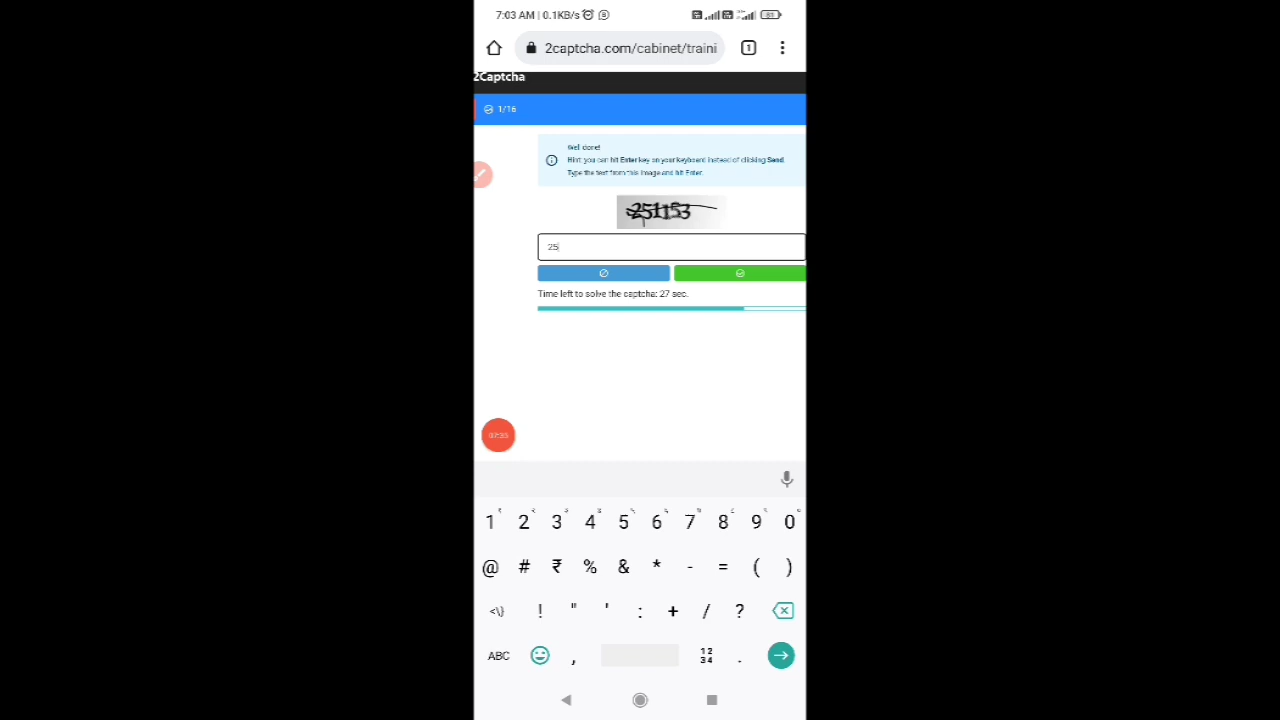 7:03 AM | 0.1KB/s
2captcha.com/cabinet/traini
1
2Captcha
1/16
Well done!
Hint: you can hit Enter key on your keyboard instead of clicking Send.
Type the text from this image and hit Enter.
251153
25
Time left to solve the captcha: 27 sec.
1 2 3 4 5 6 7 8 9 0
@ # ₹ % & * - = ( )
<\} ! " ' : + / ?
ABC , 12 34 .